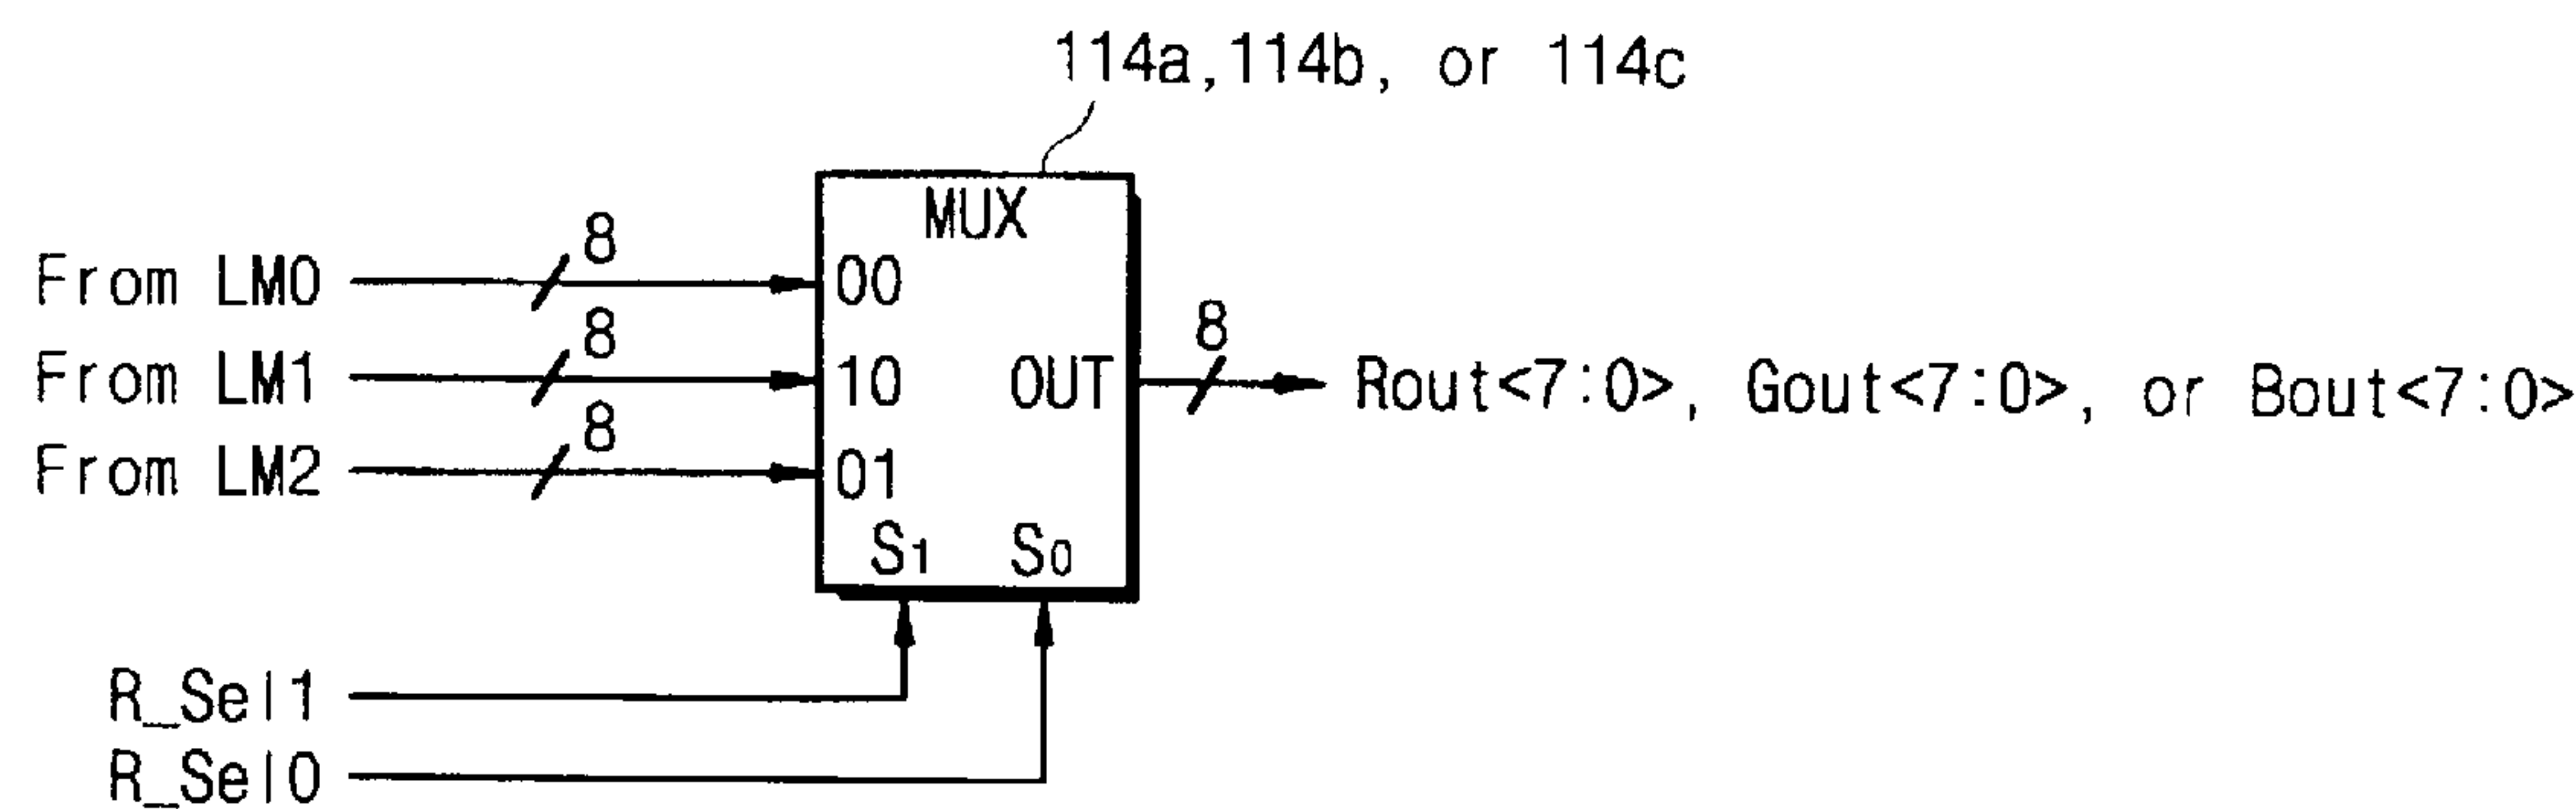 114a,114b, or 114c
MUX
8
From LM0
00
8
From LM1
10
OUT
8
Rout<7:0>, Gout<7:0>, or Bout<7:0>
8
From LM2
01
S1
S0
R_Sel1
R_Sel0